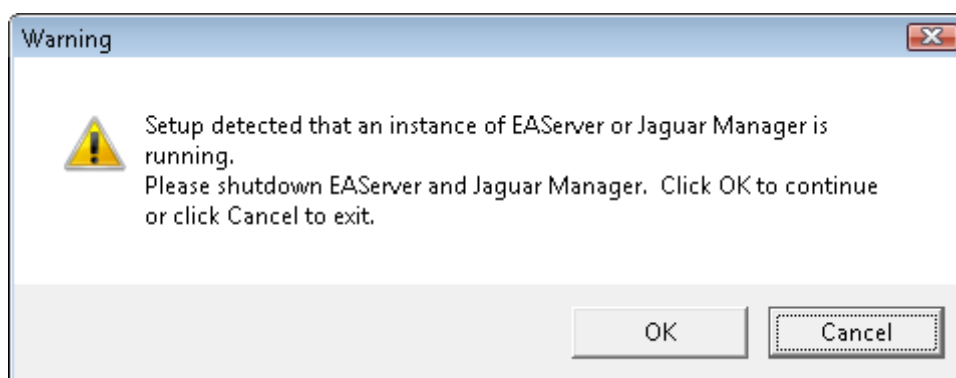 Warning
Setup detected that an instance of EAServer or Jaguar Manager is
running.
Please shutdown EAServer and Jaguar Manager.  Click OK to continue
or click Cancel to exit.
OK
Cancel